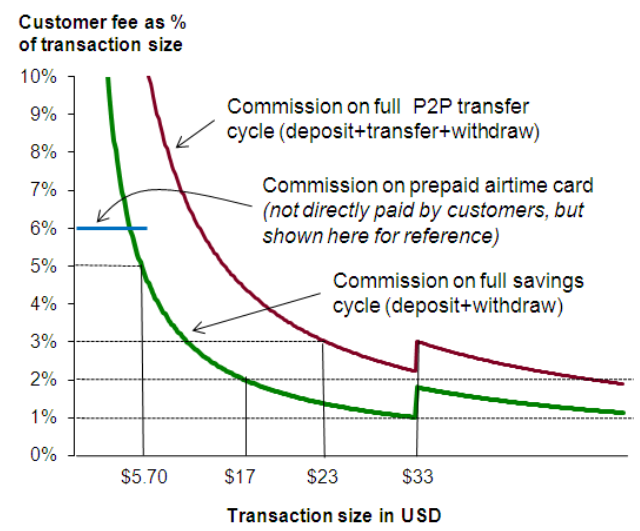 Customer fee as %
of transaction size
10%
9%
8%
7%
6%
5%
4%
3%
2%
1%
0%
Commission on full P2P transfer
cycle (deposit+transfer+withdraw)
Commission on prepaid airtime card
(not directly paid by customers, but
shown here for reference)
Commission on full savings
cycle (deposit+withdraw)
$5.70
$17
$23
$33
Transaction size in USD